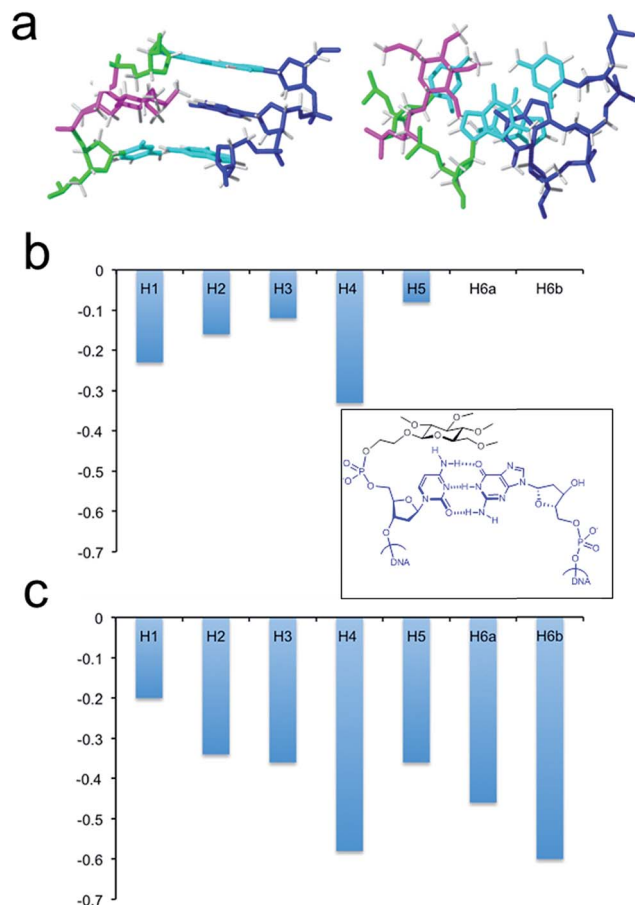 a
b
0
-0.1
-0.2
-0.3
-0.4
-0.5
-0.6
-0.7
H1 H2 H3 H4 H5 H6a H6b
O O O O O O O
H
N H O N
O P O O
O N N H N N OH
O O N O
O H N O
O H O P O
O O
DNA
DNA
c
0
-0.1
-0.2
-0.3
-0.4
-0.5
-0.6
-0.7
H1 H2 H3 H4 H5 H6a H6b